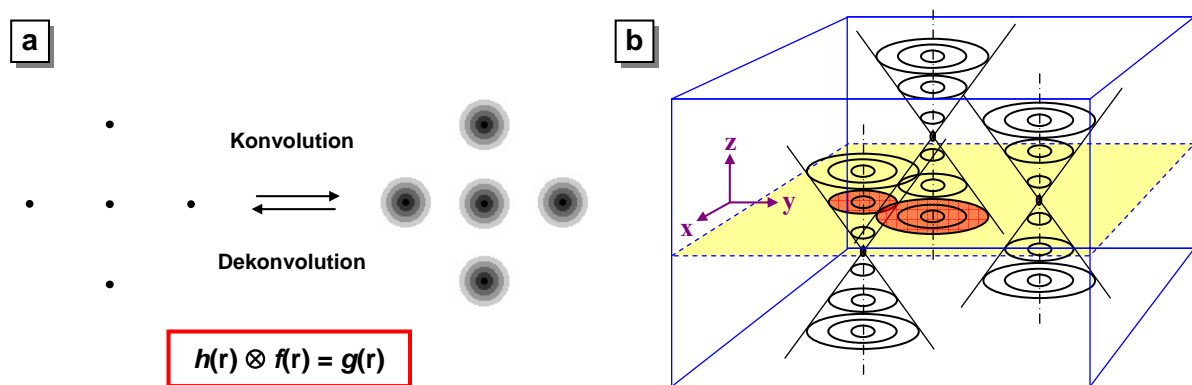 a
Konvolution
Dekonvolution
h(r) ⊗ f(r) = g(r)
b
z
y
x